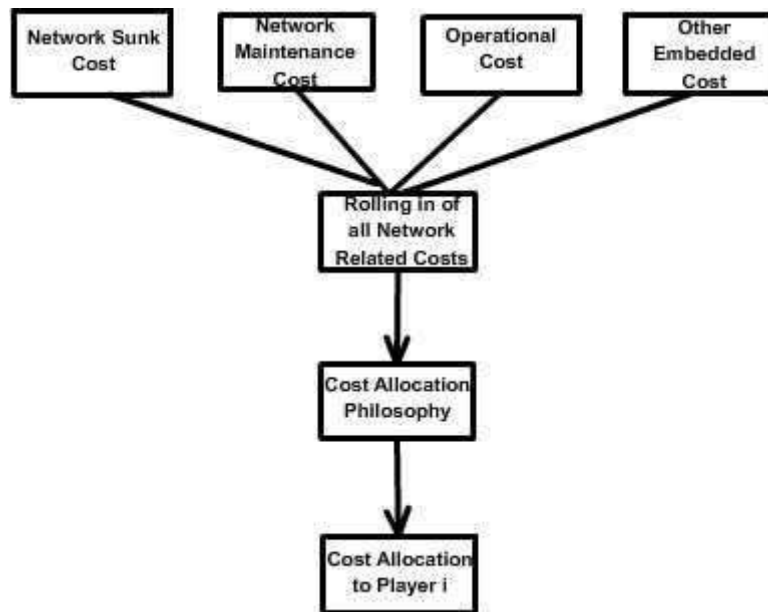 Network Sunk
Cost
Network
Maintenance
Cost
Operational
Cost
Other
Embedded
Cost
Rolling in of
all Network
Related Costs
Cost Allocation
Philosophy
Cost Allocation
to Player i